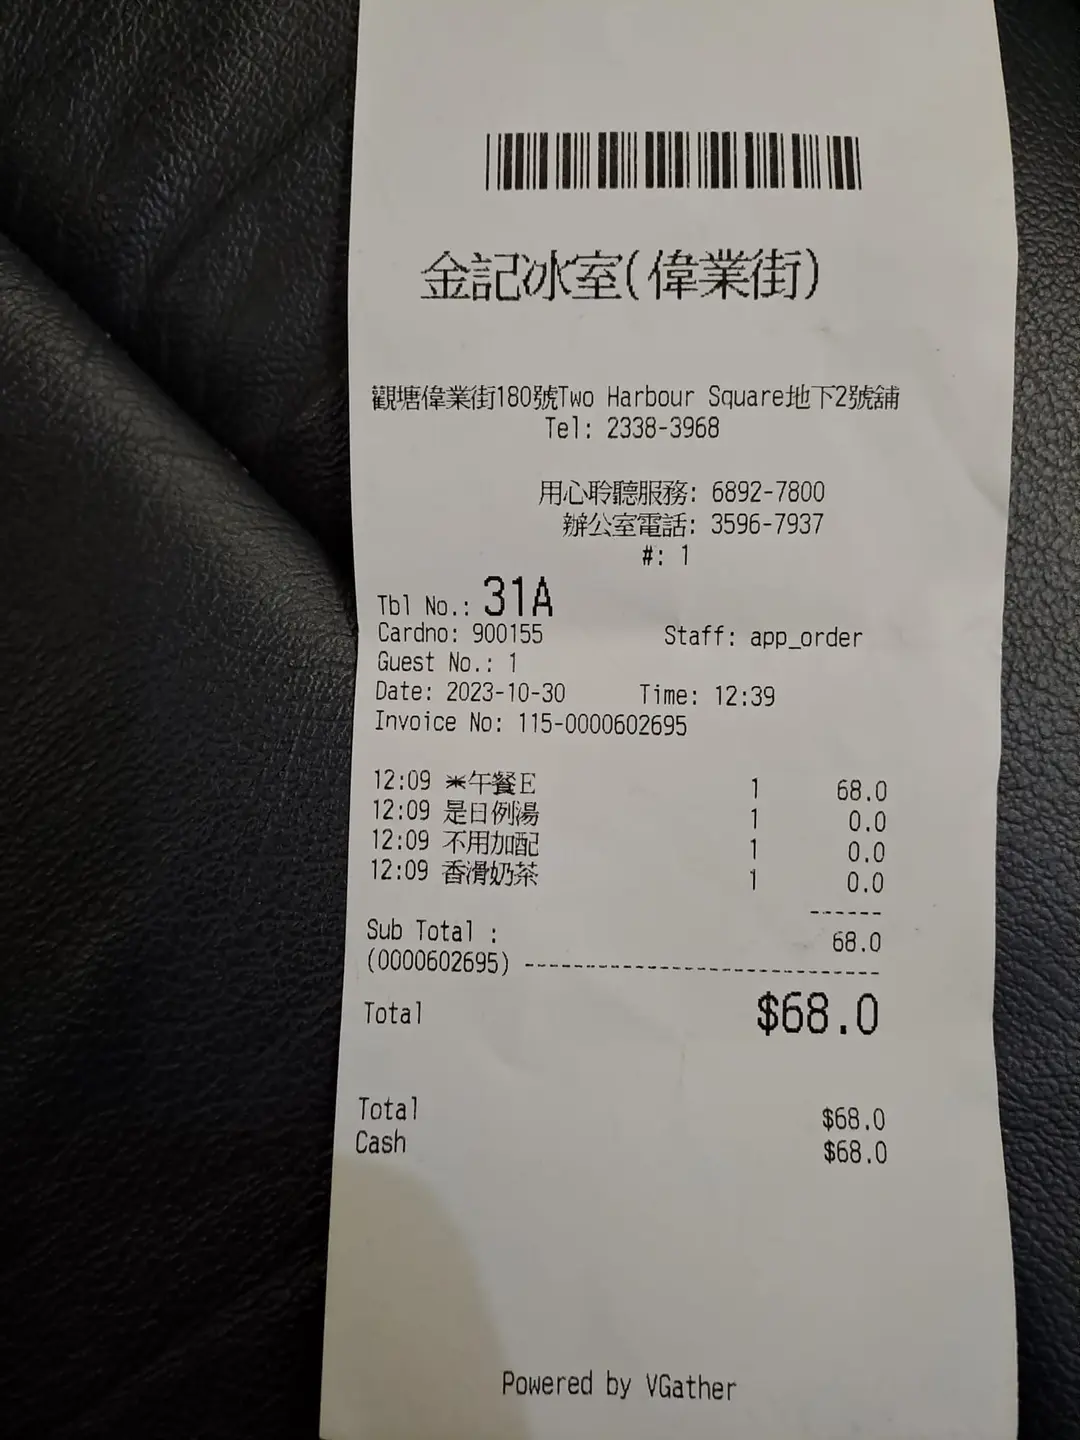 金記冰室(偉業街)
觀塘偉業街180號Two Harbour Square地下2號舖
Tel: 2338-3968
用心聆聽服務: 6892-7800
辦公室電話: 3596-7937
#: 1
Tbl No.: 31A
Cardno: 900155 Staff: app_order
Guest No.: 1
Date: 2023-10-30 Time: 12:39
Invoice No: 115-0000602695
12:09 *午餐E 1 68.0
12:09 是日例湯 1 0.0
12:09 不用加配 1 0.0
12:09 香滑奶茶 1 0.0
------
Sub Total : 68.0
(0000602695) -----------------------------
Total $68.0
Total $68.0
Cash $68.0
Powered by VGather